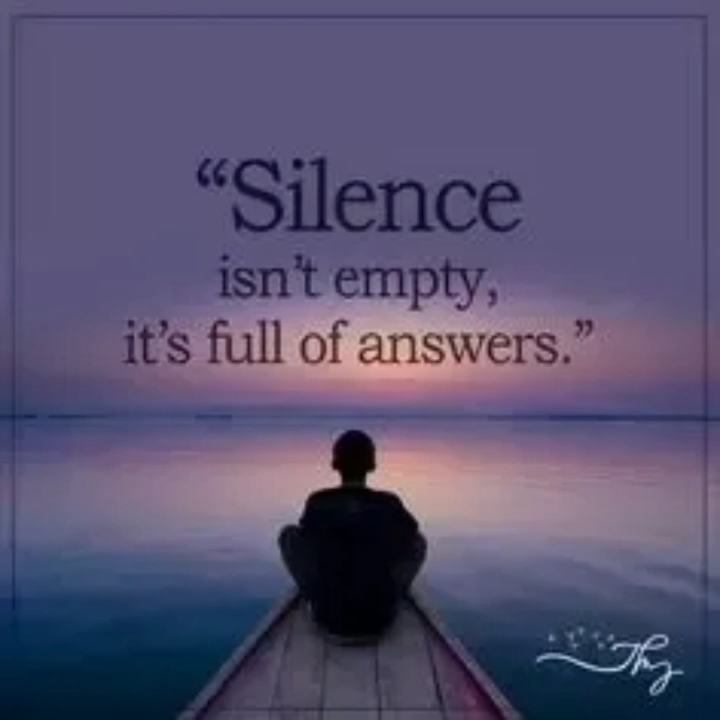 “Silence
isn’t empty,
it’s full of answers.”